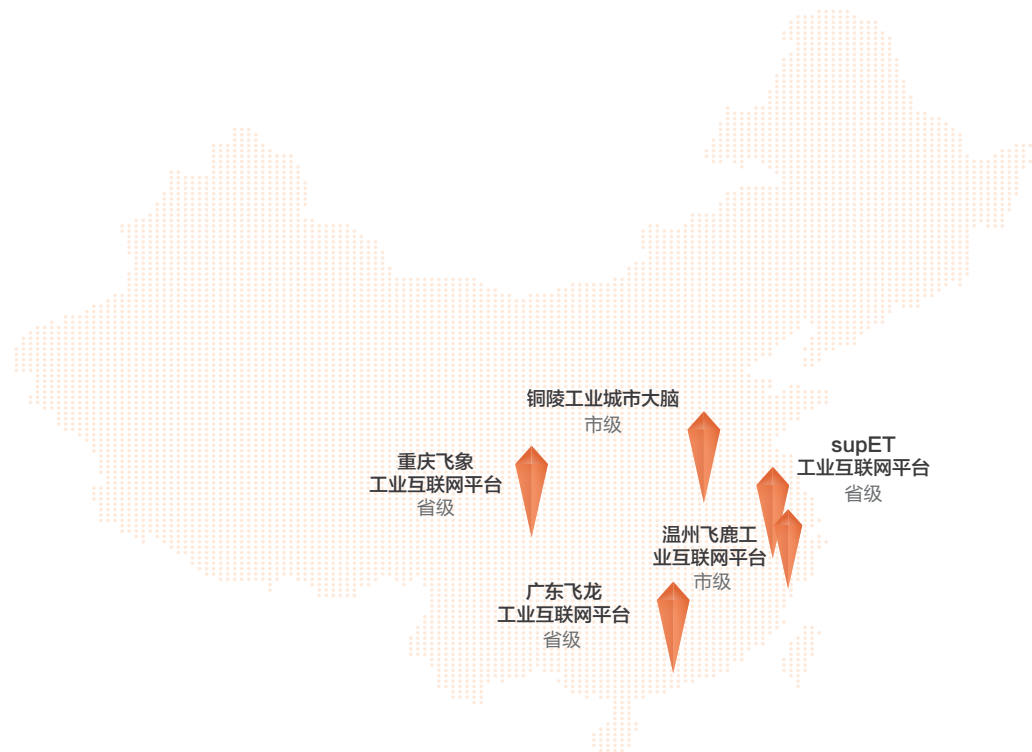 铜陵工业城市大脑
市级
supET
工业互联网平台
省级
重庆飞象
工业互联网平台
省级
温州飞鹿工
业互联网平台
市级
广东飞龙
工业互联网平台
省级